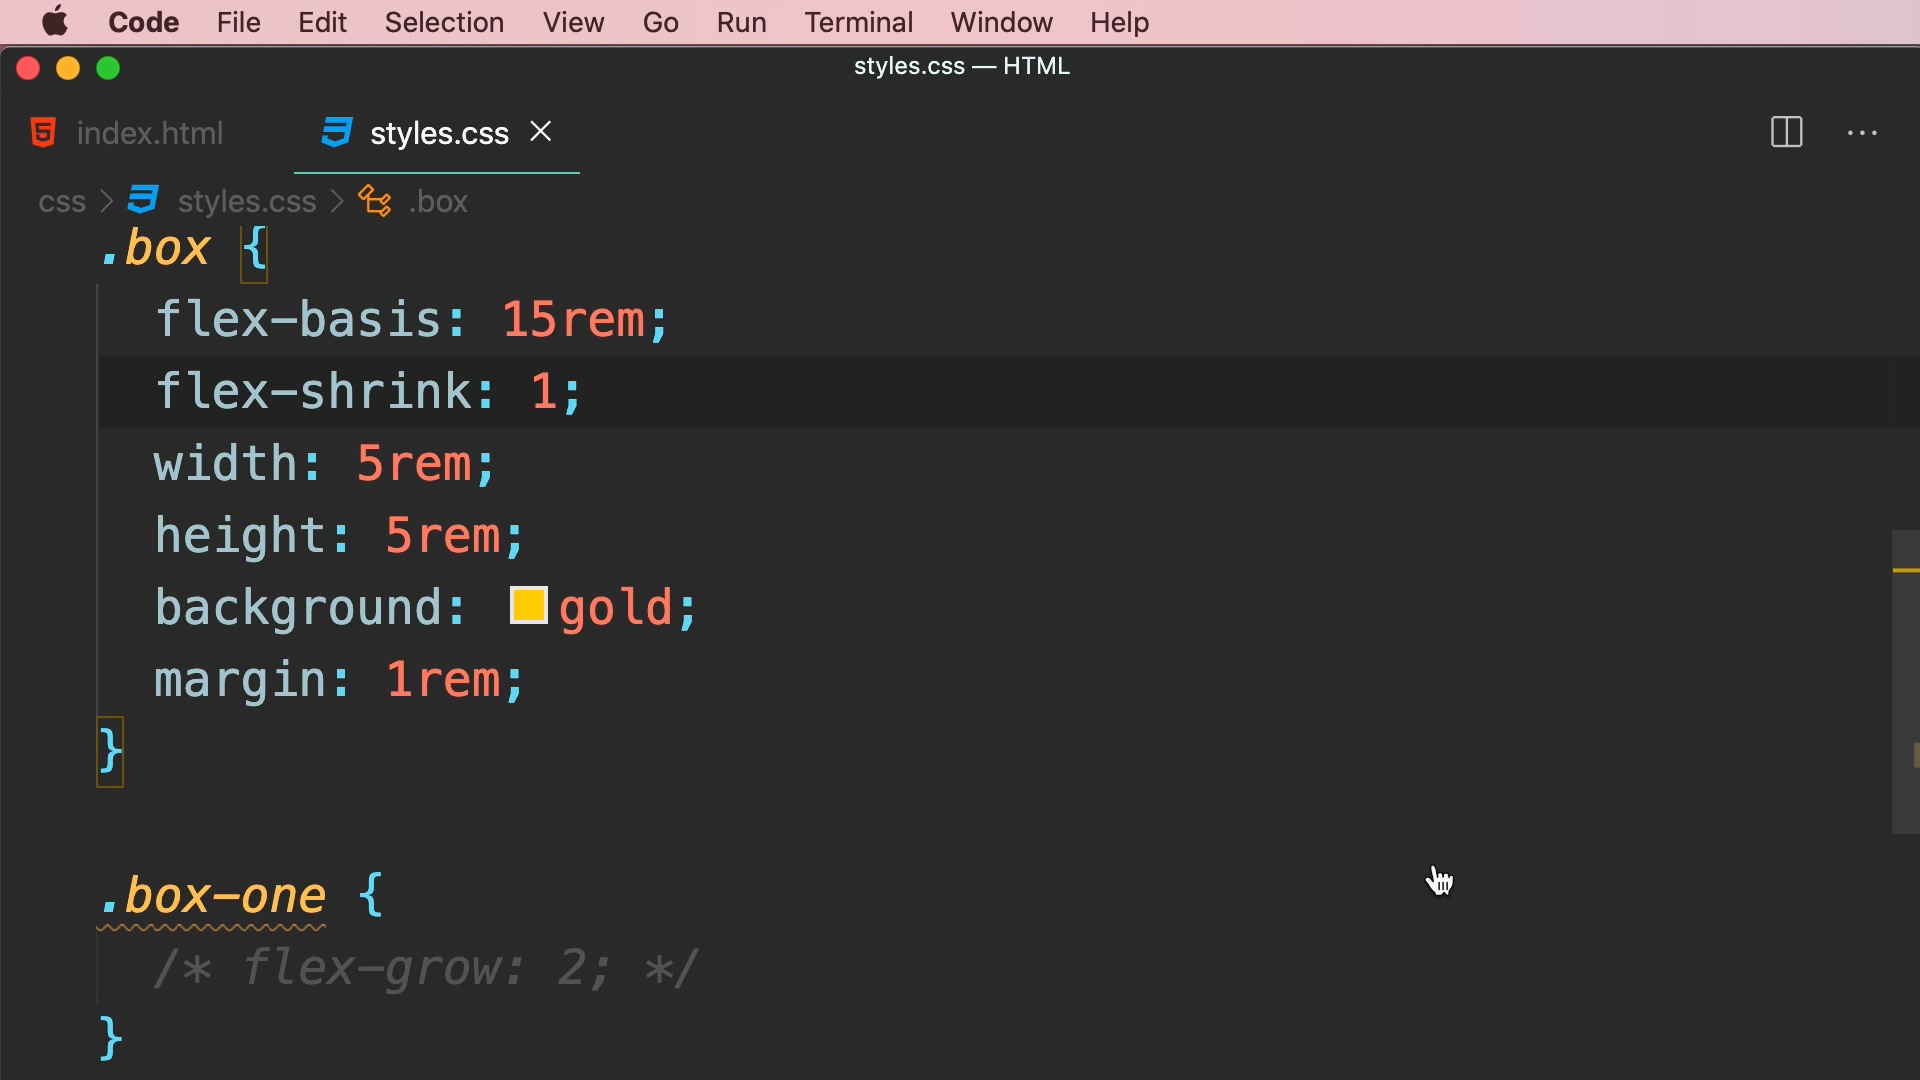 Code File Edit Selection View Go Run Terminal Window Help
styles.css — HTML
index.html styles.css
css > styles.css > .box
.box {
flex-basis: 15rem;
flex-shrink: 1;
width: 5rem;
height: 5rem;
background: gold;
margin: 1rem;
}
.box-one {
/* flex-grow: 2; */
}